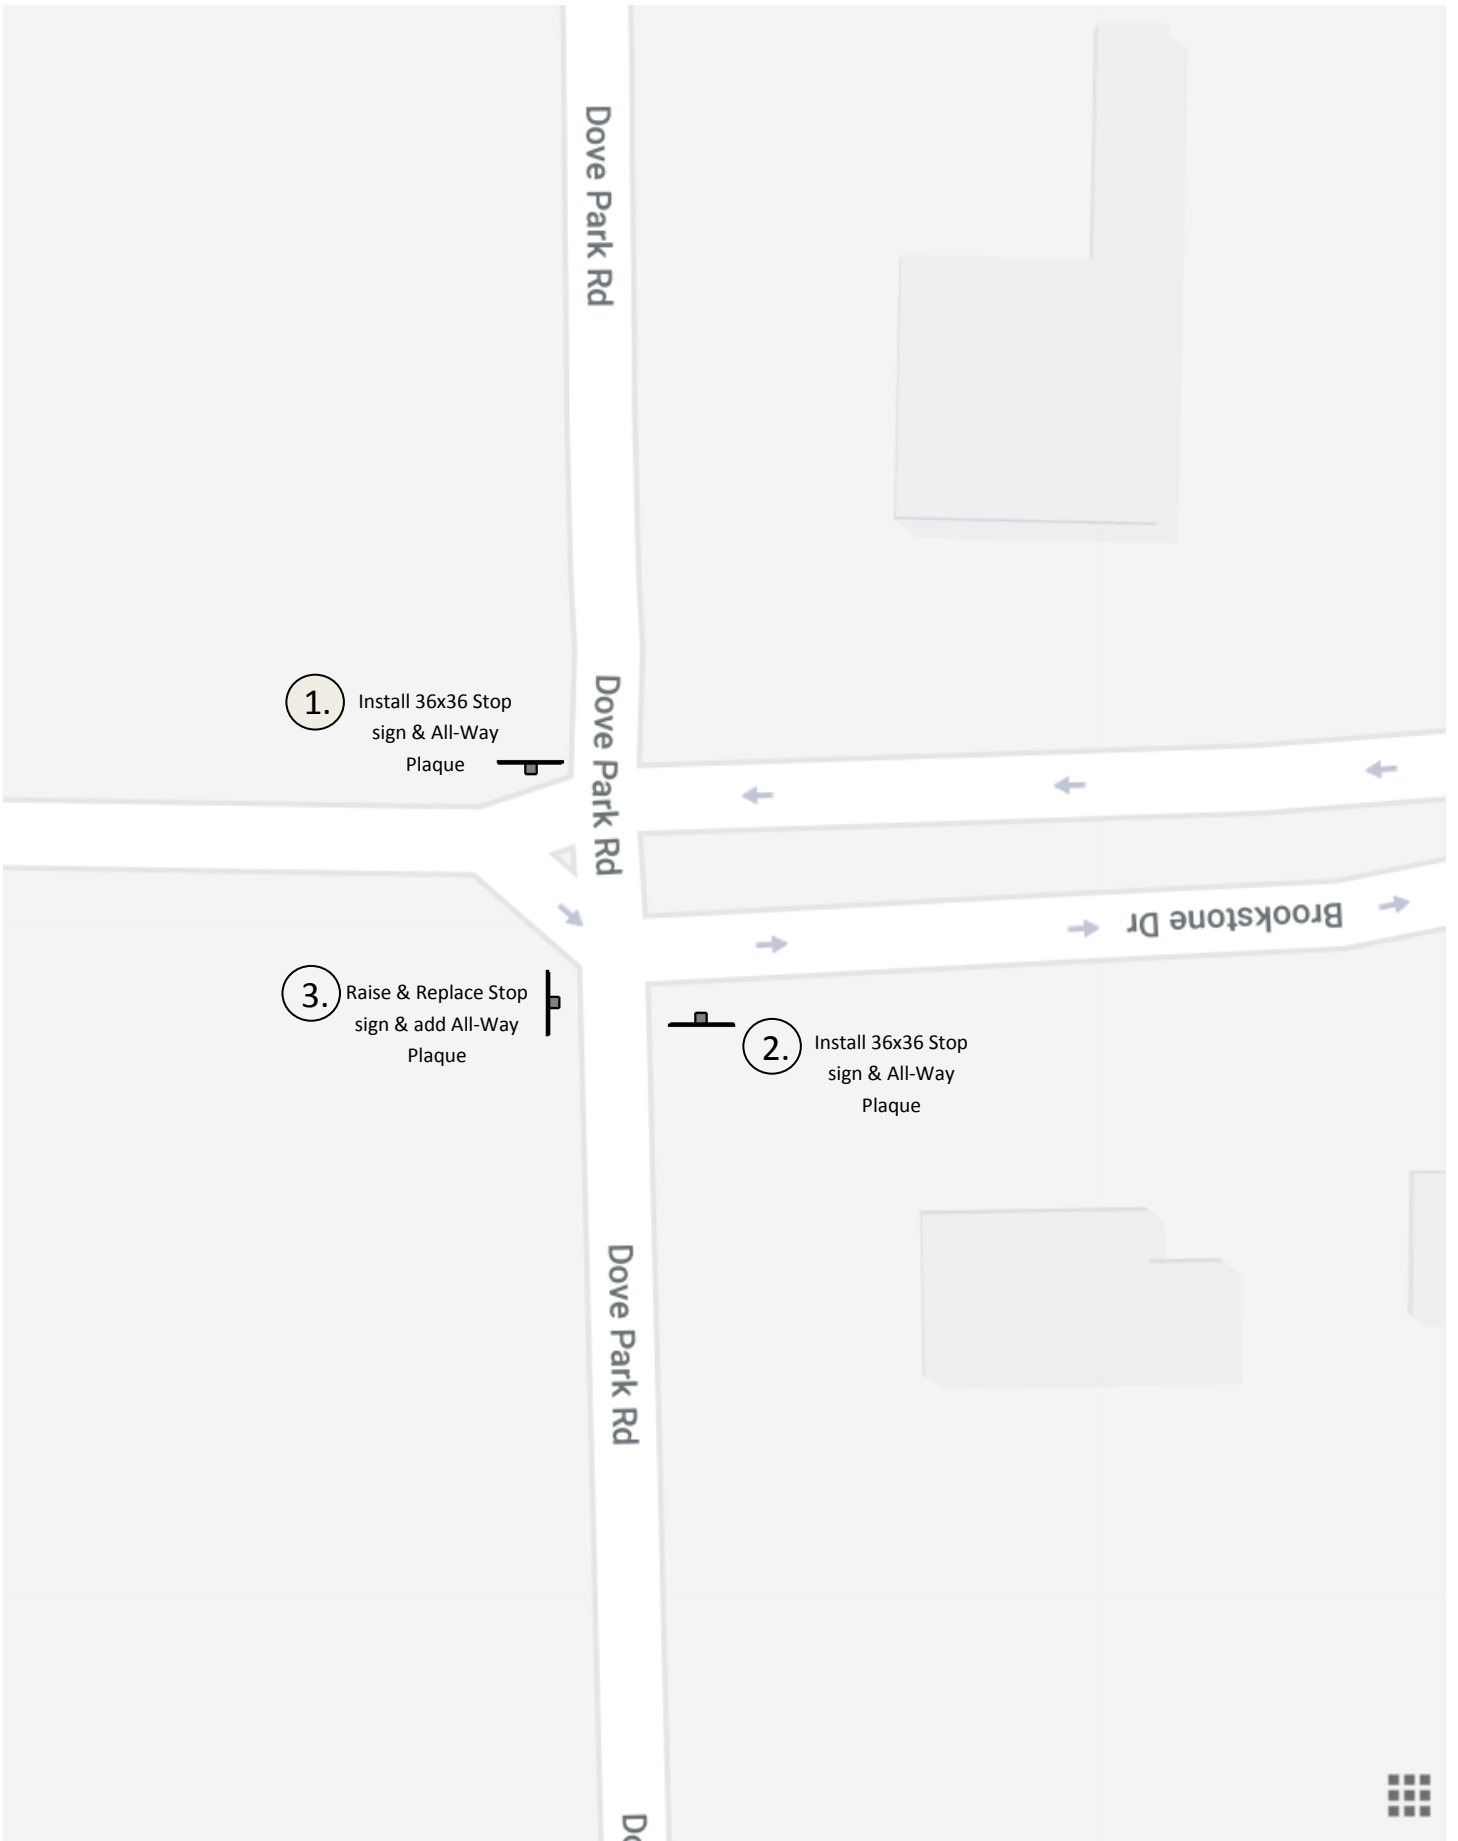 Dove Park Rd
Dove Park Rd
1.
Install 36x36 Stop
sign & All-Way
Plaque
Brookstone Dr
3.
Raise & Replace Stop
sign & add All-Way
Plaque
2.
Install 36x36 Stop
sign & All-Way
Plaque
Dove Park Rd
Do